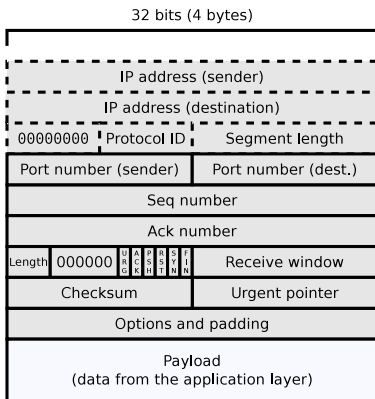 32 bits (4 bytes)
IP address (sender)
IP address (destination)
00000000 Protocol ID Segment length
Port number (sender) Port number (dest.)
Seq number
Ack number
Length 000000 URG ACK PSH RST SYN FIN Receive window
Checksum Urgent pointer
Options and padding
Payload
(data from the application layer)